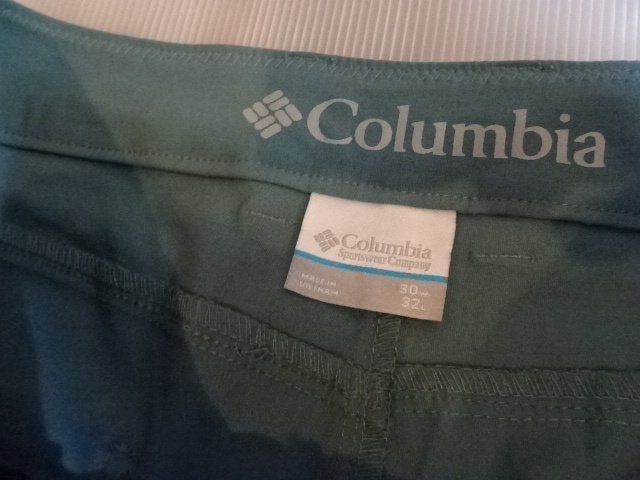 Columbia
Columbia
Sportswear Company
MADE IN
VIETNAM
30W
32L